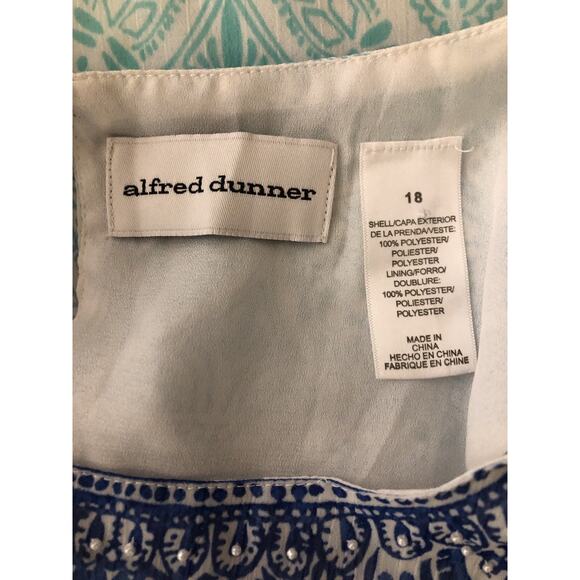 alfred dunner
18
SHELL/CAPA EXTERIOR
DE LA PRENDA/VESTE:
100% POLYESTER/
POLIESTER/
POLYESTER
LINING/FORRO/
DOUBLURE:
100% POLYESTER/
POLIESTER/
POLYESTER
MADE IN
CHINA
HECHO EN CHINA
FABRIQUE EN CHINE